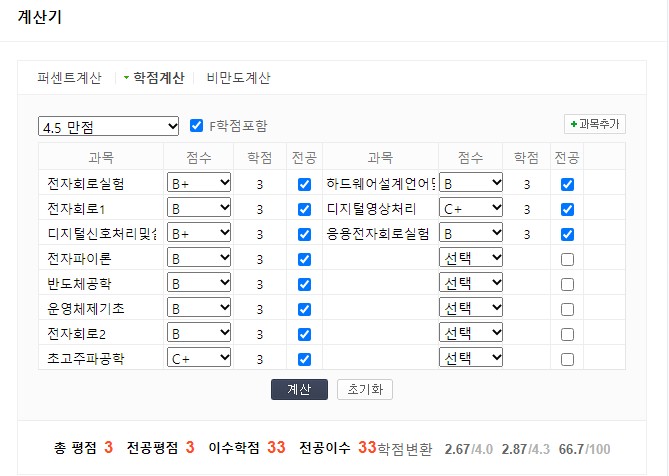 계산기
퍼센트계산 학점계산 비만도계산
4.5 만점 F학점포함 +과목추가
과목 점수 학점 전공 과목 점수 학점 전공
전자회로실험 B+ 3 하드웨어설계언어 B 3
전자회로1 B 3 디지털영상처리 C+ 3
디지털신호처리및 B+ 3 응용전자회로실험 B 3
전자파이론 B 3 선택
반도체공학 B 3 선택
운영체제기초 B 3 선택
전자회로2 B 3 선택
초고주파공학 C+ 3 선택
계산 초기화
총 평점 3 전공평점 3 이수학점 33 전공이수 33 학점변환 2.67/4.0 2.87/4.3 66.7/100